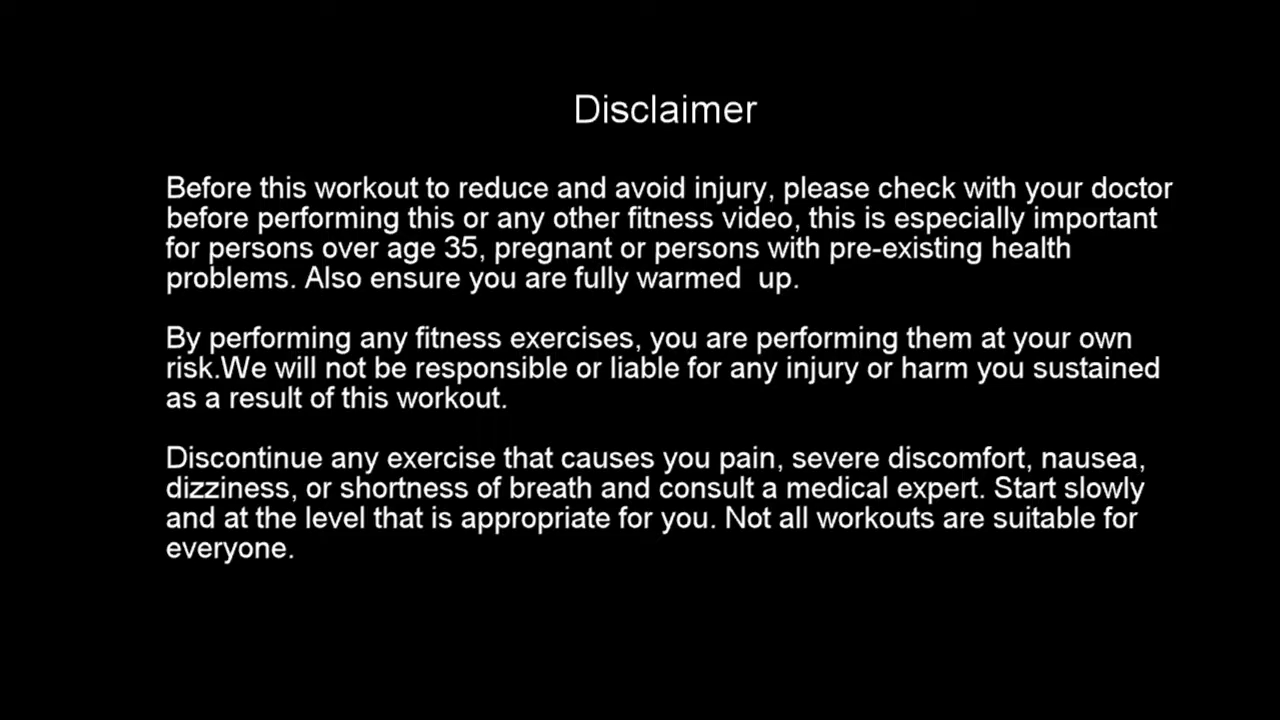 Disclaimer
Before this workout to reduce and avoid injury, please check with your doctor
before performing this or any other fitness video, this is especially important
for persons over age 35, pregnant or persons with pre-existing health
problems. Also ensure you are fully warmed  up.
By performing any fitness exercises, you are performing them at your own
risk.We will not be responsible or liable for any injury or harm you sustained
as a result of this workout.
Discontinue any exercise that causes you pain, severe discomfort, nausea,
dizziness, or shortness of breath and consult a medical expert. Start slowly
and at the level that is appropriate for you. Not all workouts are suitable for
everyone.